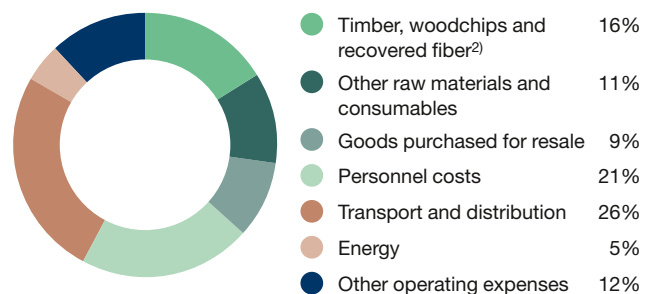 Timber, woodchips and 16%
recovered fiber2)
Other raw materials and 11%
consumables
Goods purchased for resale 9%
Personnel costs 21%
Transport and distribution 26%
Energy 5%
Other operating expenses 12%